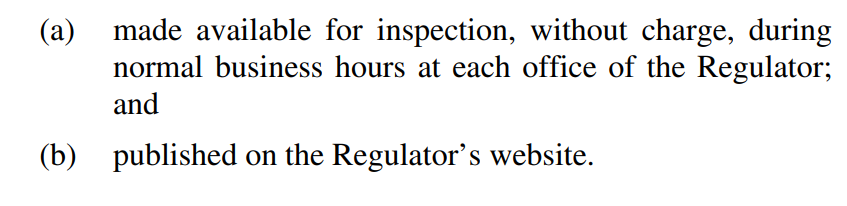 (a) made available for inspection, without charge, during
normal business hours at each office of the Regulator;
and
(b) published on the Regulator’s website.